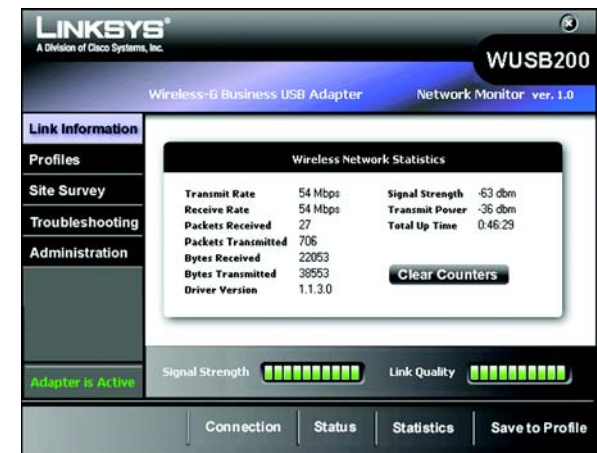 LINKSYS®
A Division of Cisco Systems, Inc.
WUSB200
Wireless-G Business USB Adapter Network Monitor ver. 1.0
Link Information
Profiles
Site Survey
Troubleshooting
Administration
Adapter is Active
Wireless Network Statistics
Transmit Rate 54 Mbps Signal Strength -63 dbm
Receive Rate 54 Mbps Transmit Power -36 dbm
Packets Received 27 Total Up Time 0:46:29
Packets Transmitted 706
Bytes Received 22053
Bytes Transmitted 38553 Clear Counters
Driver Version 1.1.3.0
Signal Strength Link Quality
Connection Status Statistics Save to Profile